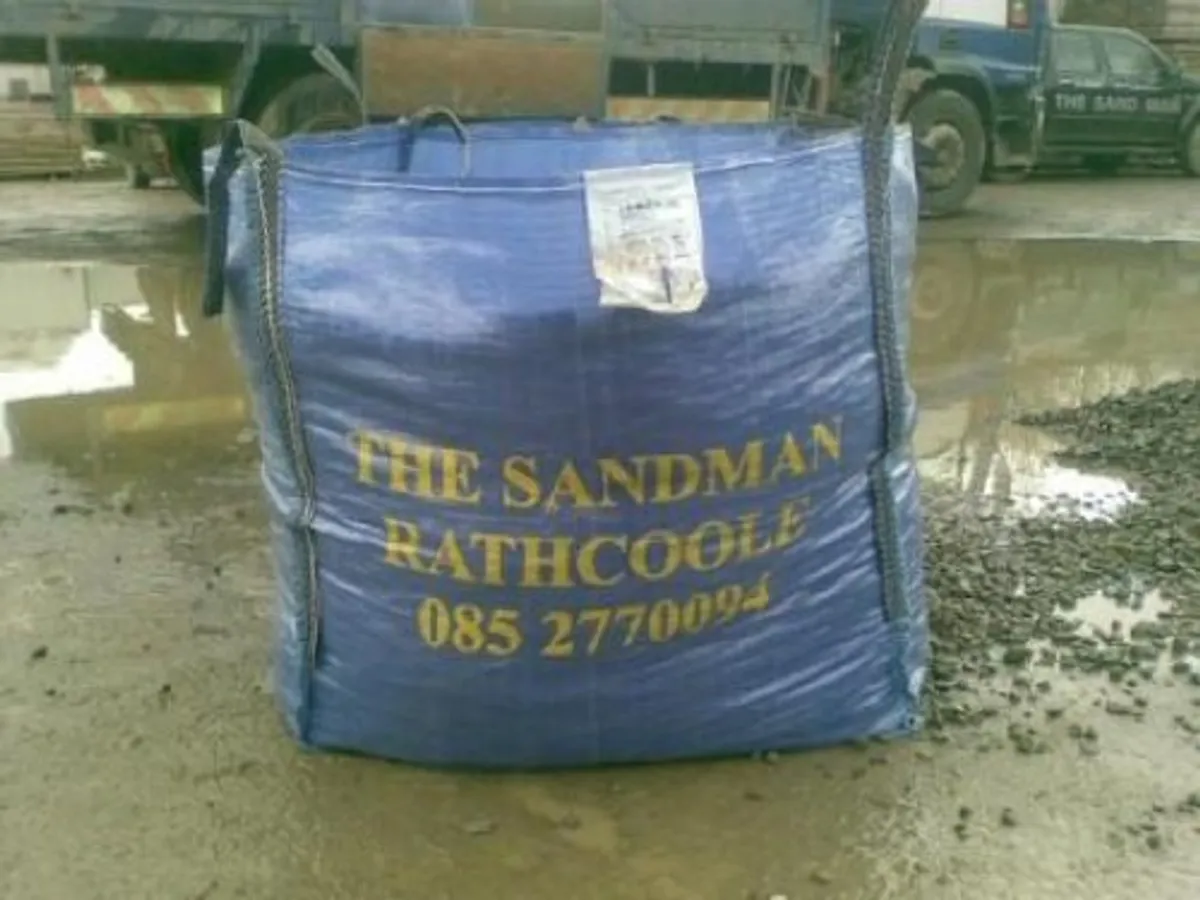 THE SAND MAN
THE SANDMAN
RATHCOOLE
085 2770094